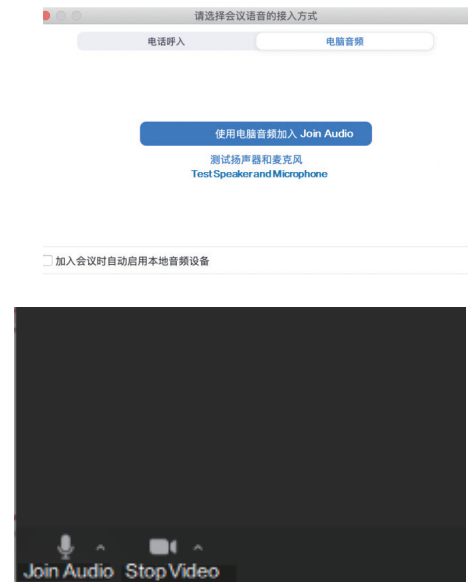 请选择会议语音的接入方式
电话呼入 电脑音频
使用电脑音频加入 Join Audio
测试扬声器和麦克风
Test Speaker and Microphone
加入会议时自动启用本地音频设备
Join Audio Stop Video